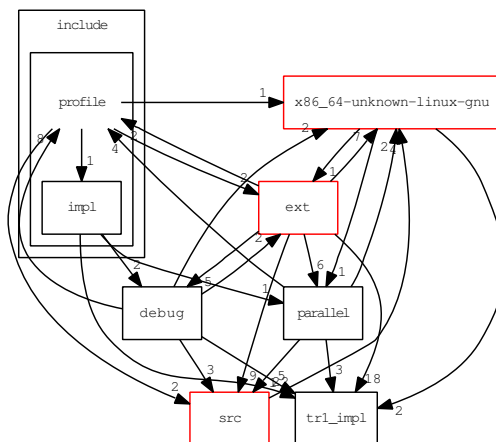 include
profile
1
x86_64-unknown-linux-gnu
8
4
2
2
7
2
1
1
impl
2
ext
2
5
6
1
1
debug
parallel
3
9
5
3
18
2
src
tr1_impl
2